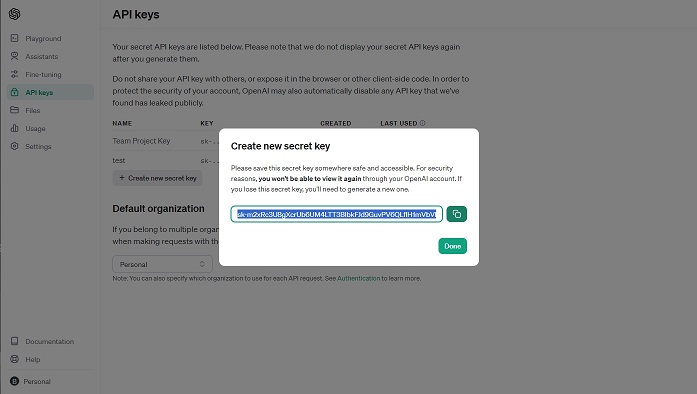 API keys
Playground
Assistants
Fine-tuning
API keys
Files
Usage
Settings
Documentation
Help
Personal
Your secret API keys are listed below. Please note that we do not display your secret API keys again
after you generate them.
Do not share your API key with others, or expose it in the browser or other client-side code. In order to
protect the security of your account, OpenAI may also automatically disable any API key that we've
found has leaked publicly.
NAME KEY CREATED LAST USED
Team Project Key sk-...
test sk-...
+ Create new secret key
Default organization
If you belong to multiple organ
when making requests with th
Personal
Note: You can also specify which organization to use for each API request. See Authentication to learn more.
Create new secret key
Please save this secret key somewhere safe and accessible. For security
reasons, you won't be able to view it again through your OpenAI account. If
you lose this secret key, you'll need to generate a new one.
Done